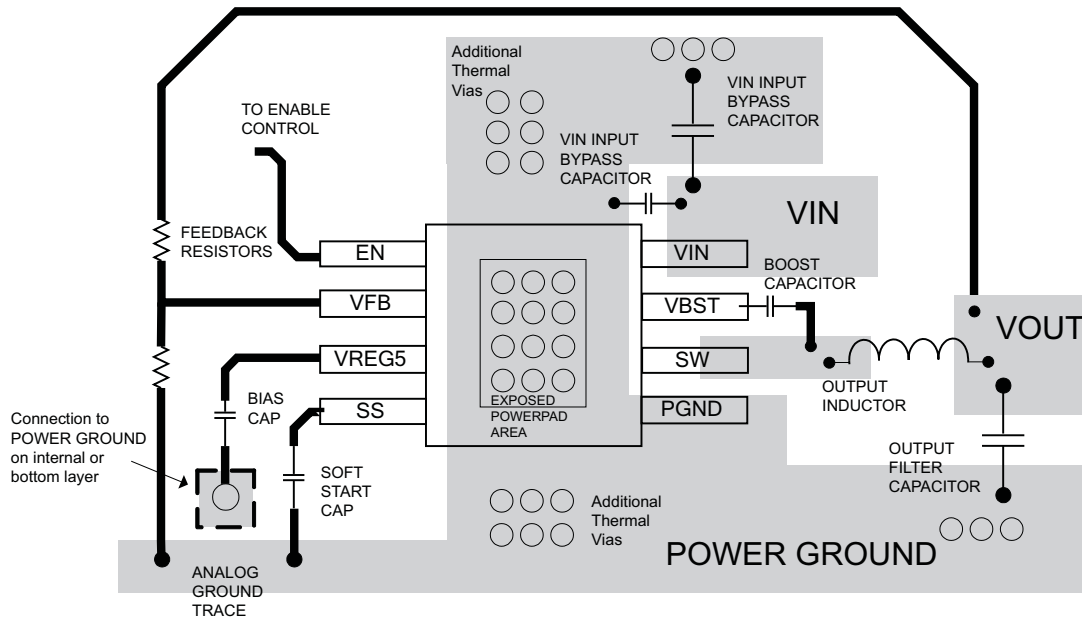 Additional
Thermal
Vias
VIN INPUT
BYPASS
CAPACITOR
TO ENABLE
CONTROL
VIN INPUT
BYPASS
CAPACITOR
VIN
FEEDBACK
RESISTORS
EN
VIN
BOOST
CAPACITOR
VFB
VBST
VOUT
VREG5
SW
OUTPUT
INDUCTOR
BIAS
CAP
SS
EXPOSED
POWERPAD
AREA
PGND
Connection to
POWER GROUND
on internal or
bottom layer
SOFT
START
CAP
OUTPUT
FILTER
CAPACITOR
Additional
Thermal
Vias
POWER GROUND
ANALOG
GROUND
TRACE